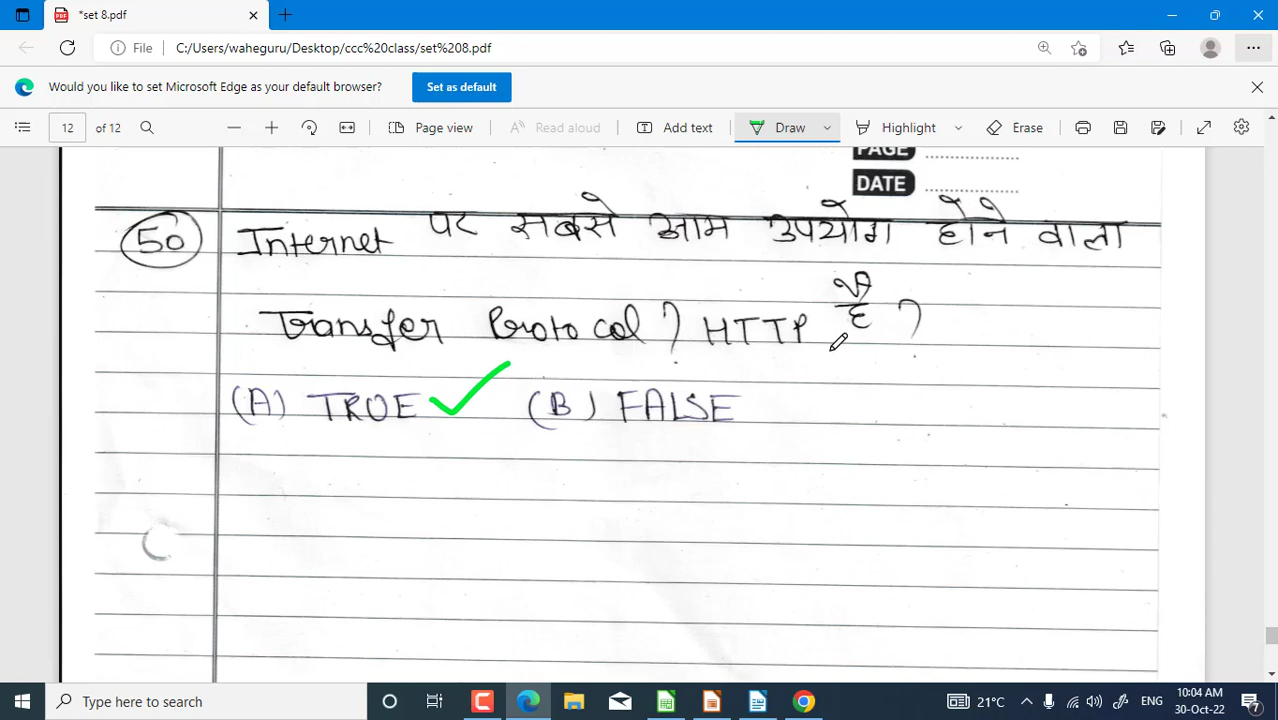 *set 8.pdf
File C:/Users/waheguru/Desktop/ccc%20class/set%208.pdf
Would you like to set Microsoft Edge as your default browser? Set as default
12 of 12 Page view Read aloud Add text Draw Highlight Erase
PAGE ....................
DATE ....................
50 Internet पर सबसे आम उपयोग होने वाला
Transfer Protocol ? HTTP है ?
(A) TRUE (B) FALSE
Type here to search 21°C ENG 10:04 AM
30-Oct-22 7